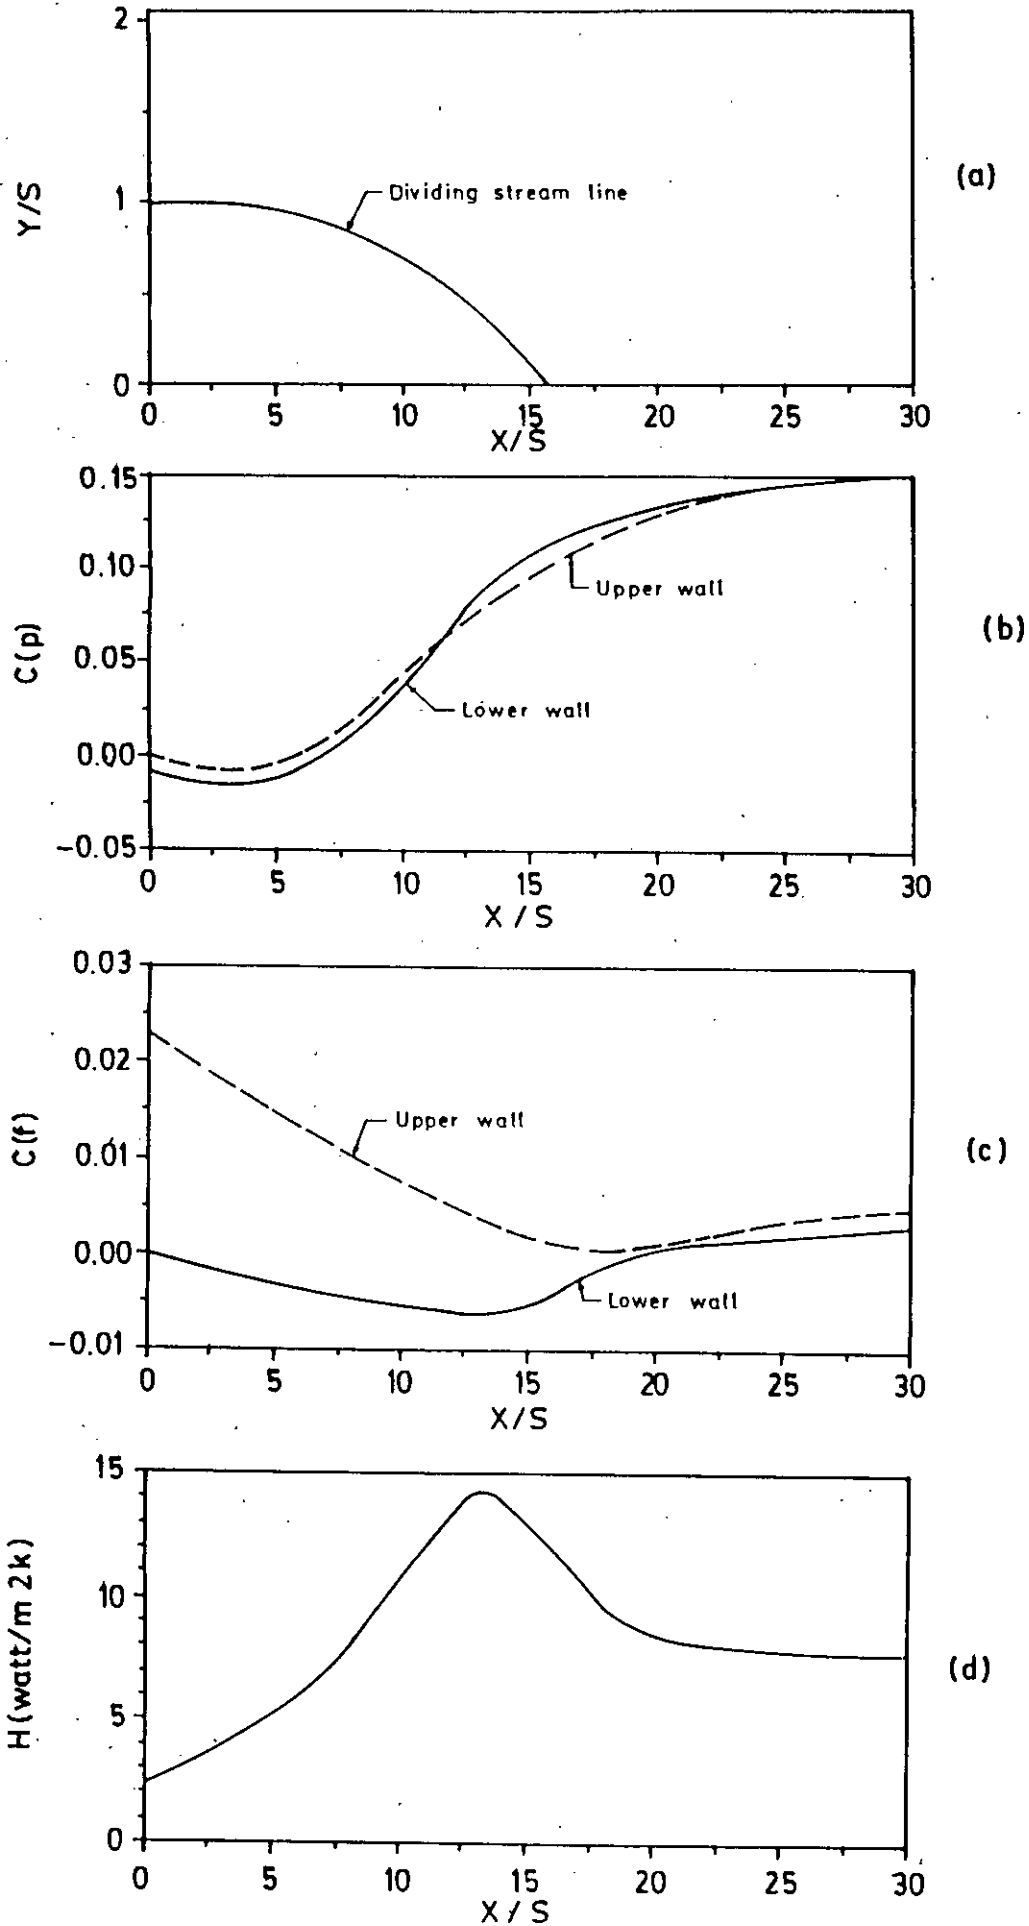 2
1
0
Y/S
Dividing stream line
(a)
0 5 10 15 20 25 30
X/S
0.15
0.10
0.05
0.00
-0.05
C(p)
Upper wall
Lower wall
(b)
0 5 10 15 20 25 30
X/S
0.03
0.02
0.01
0.00
-0.01
C(f)
Upper wall
Lower wall
(c)
0 5 10 15 20 25 30
X/S
15
10
5
0
H(watt/m 2k)
(d)
0 5 10 15 20 25 30
X/S